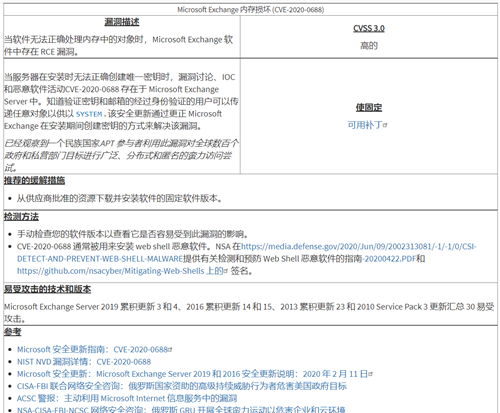 Microsoft Exchange 内存损坏 (CVE-2020-0688)
漏洞描述
当软件无法正确处理内存中的对象时，Microsoft Exchange 软
件中存在 RCE 漏洞。
CVSS 3.0
高的
当服务器在安装时无法正确创建唯一密钥时，漏洞讨论、IOC
和恶意软件活动CVE-2020-0688 存在于 Microsoft Exchange
Server 中。知道验证密钥和邮箱的经过身份验证的用户可以传
递任意对象以供以 SYSTEM 。该安全更新通过更正 Microsoft
Exchange 在安装期间创建密钥的方式来解决该漏洞。
已经观察到一个民族国家APT 参与者利用此漏洞对全球数百个
政府和私营部门目标进行广泛、分布式和匿名的蛮力访问尝
试。
使固定
可用补丁
推荐的缓解措施
从供应商批准的资源下载并安装软件的固定软件版本。
检测方法
手动检查您的软件版本以查看它是否容易受到此漏洞的影响。
CVE-2020-0688 通常被用来安装 web shell 恶意软件。NSA 在https://media.defense.gov/2020/Jun/09/2002313081/-1/-1/0/CSI-
DETECT-AND-PREVENT-WEB-SHELL-MALWARE提供有关检测和预防 Web Shell 恶意软件的指南-20200422.PDF和
https://github.com/nsacyber/Mitigating-Web-Shells 上的 签名。
易受攻击的技术和版本
Microsoft Exchange Server 2019 累积更新 3 和 4、2016 累积更新 14 和 15、2013 累积更新 23 和 2010 Service Pack 3 更新汇总 30 易受
攻击。
参考
Microsoft 安全更新指南：CVE-2020-0688
NIST NVD 漏洞详情：CVE-2020-0688
Microsoft 安全更新：Microsoft Exchange Server 2019 和 2016 安全更新说明：2020 年 2 月 11 日
CISA-FBI 联合网络安全咨询：俄罗斯国家资助的高级持续威胁行为者危害美国政府目标
ACSC 警报：主动利用 Microsoft Internet 信息服务中的漏洞
NSA-CISA-FBI-NCSC 网络安全咨询：俄罗斯 GRU 开展全球蛮力运动以危害企业和云环境